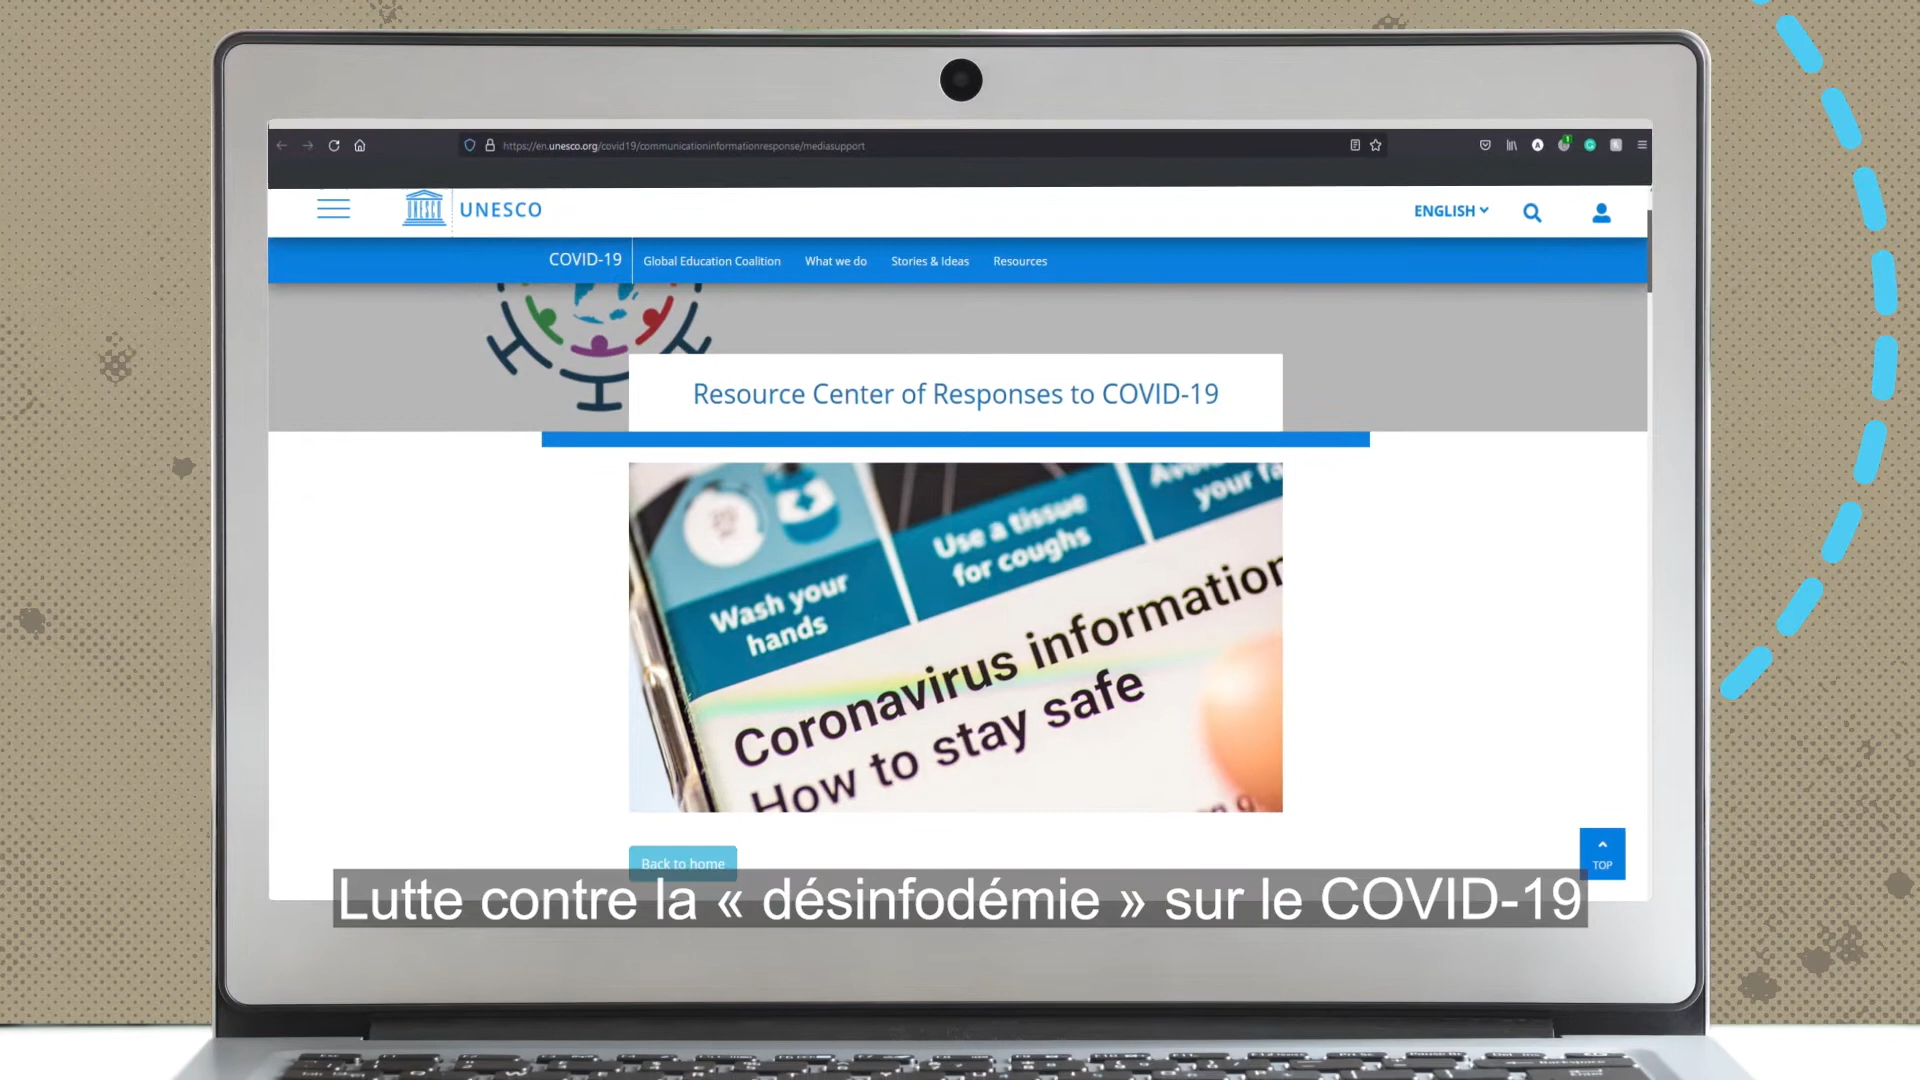 https://en.unesco.org/covid19/communicationinformationresponse/mediasupport
UNESCO
UNESCO
ENGLISH
COVID-19
Global Education Coalition
What we do
Stories & Ideas
Resources
Resource Center of Responses to COVID-19
Wash your
hands
Use a tissue
for coughs
your fa
Coronavirus information
How to stay safe
Back to home
TOP
Lutte contre la « désinfodémie » sur le COVID-19